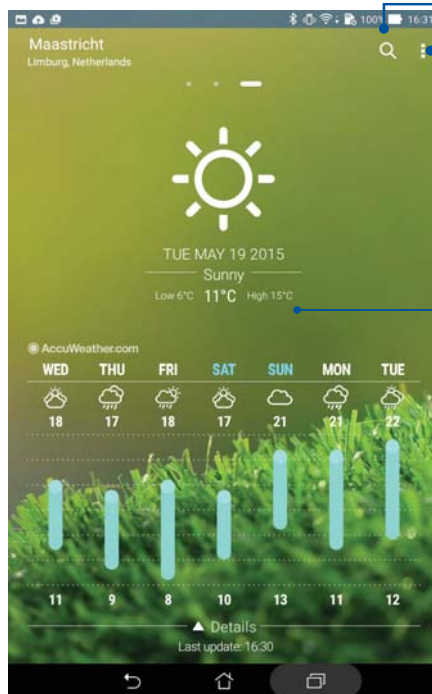 100% 16:31
Maastricht
Limburg, Netherlands
TUE MAY 19 2015
Sunny
Low 6°C 11°C High 15°C
AccuWeather.com
WED THU FRI SAT SUN MON TUE
18 17 18 17 21 21 22
11 9 8 10 13 11 12
Details
Last update: 16:30